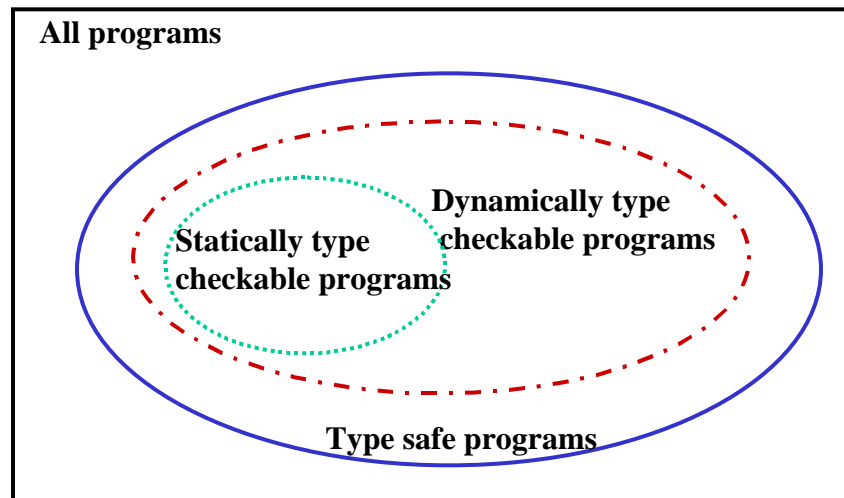 All programs
Dynamically type
checkable programs
Statically type
checkable programs
Type safe programs